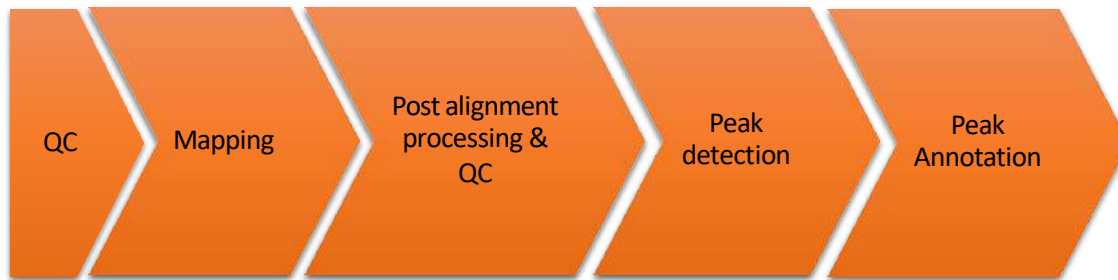 QC
Mapping
Post alignment
processing &
QC
Peak
detection
Peak
Annotation